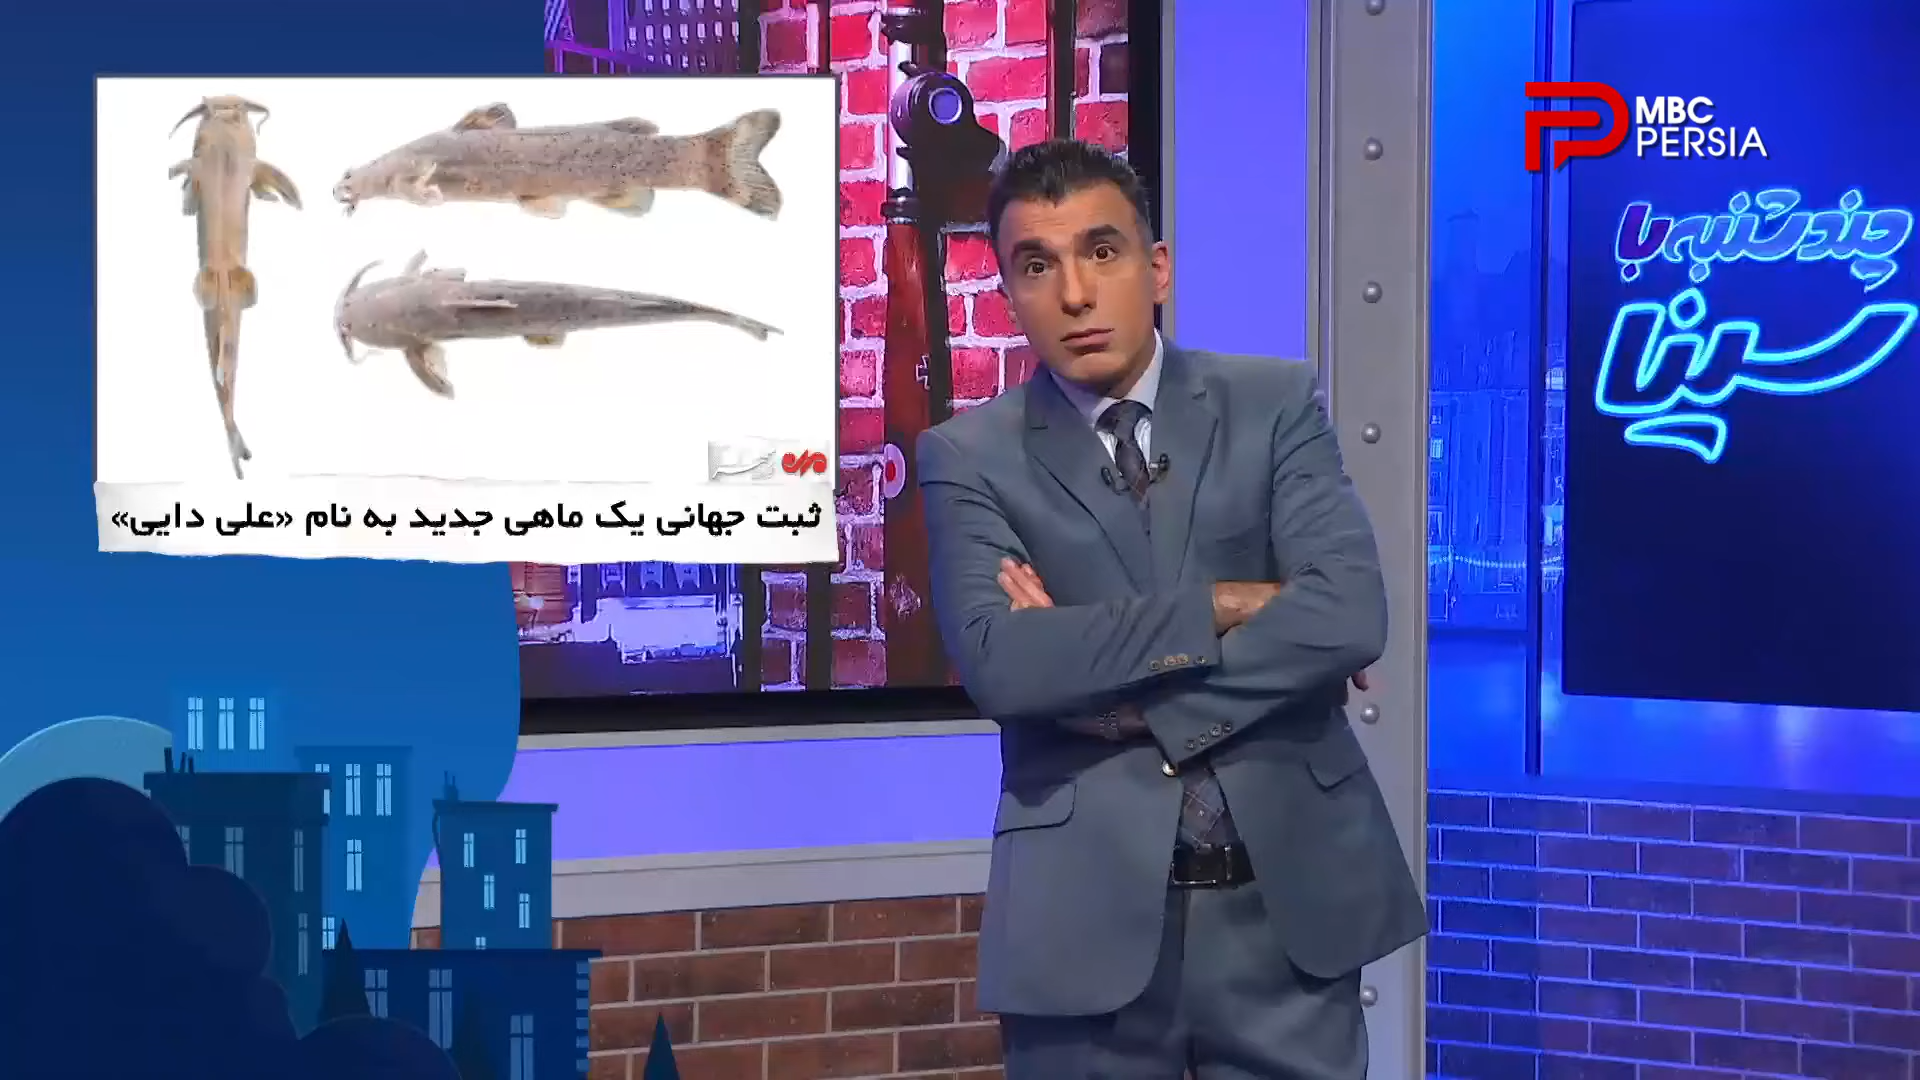 MBC
PERSIA
چندشنبه با
سینا
ثبت جهانی یک ماهی جدید به نام «علی دایی»